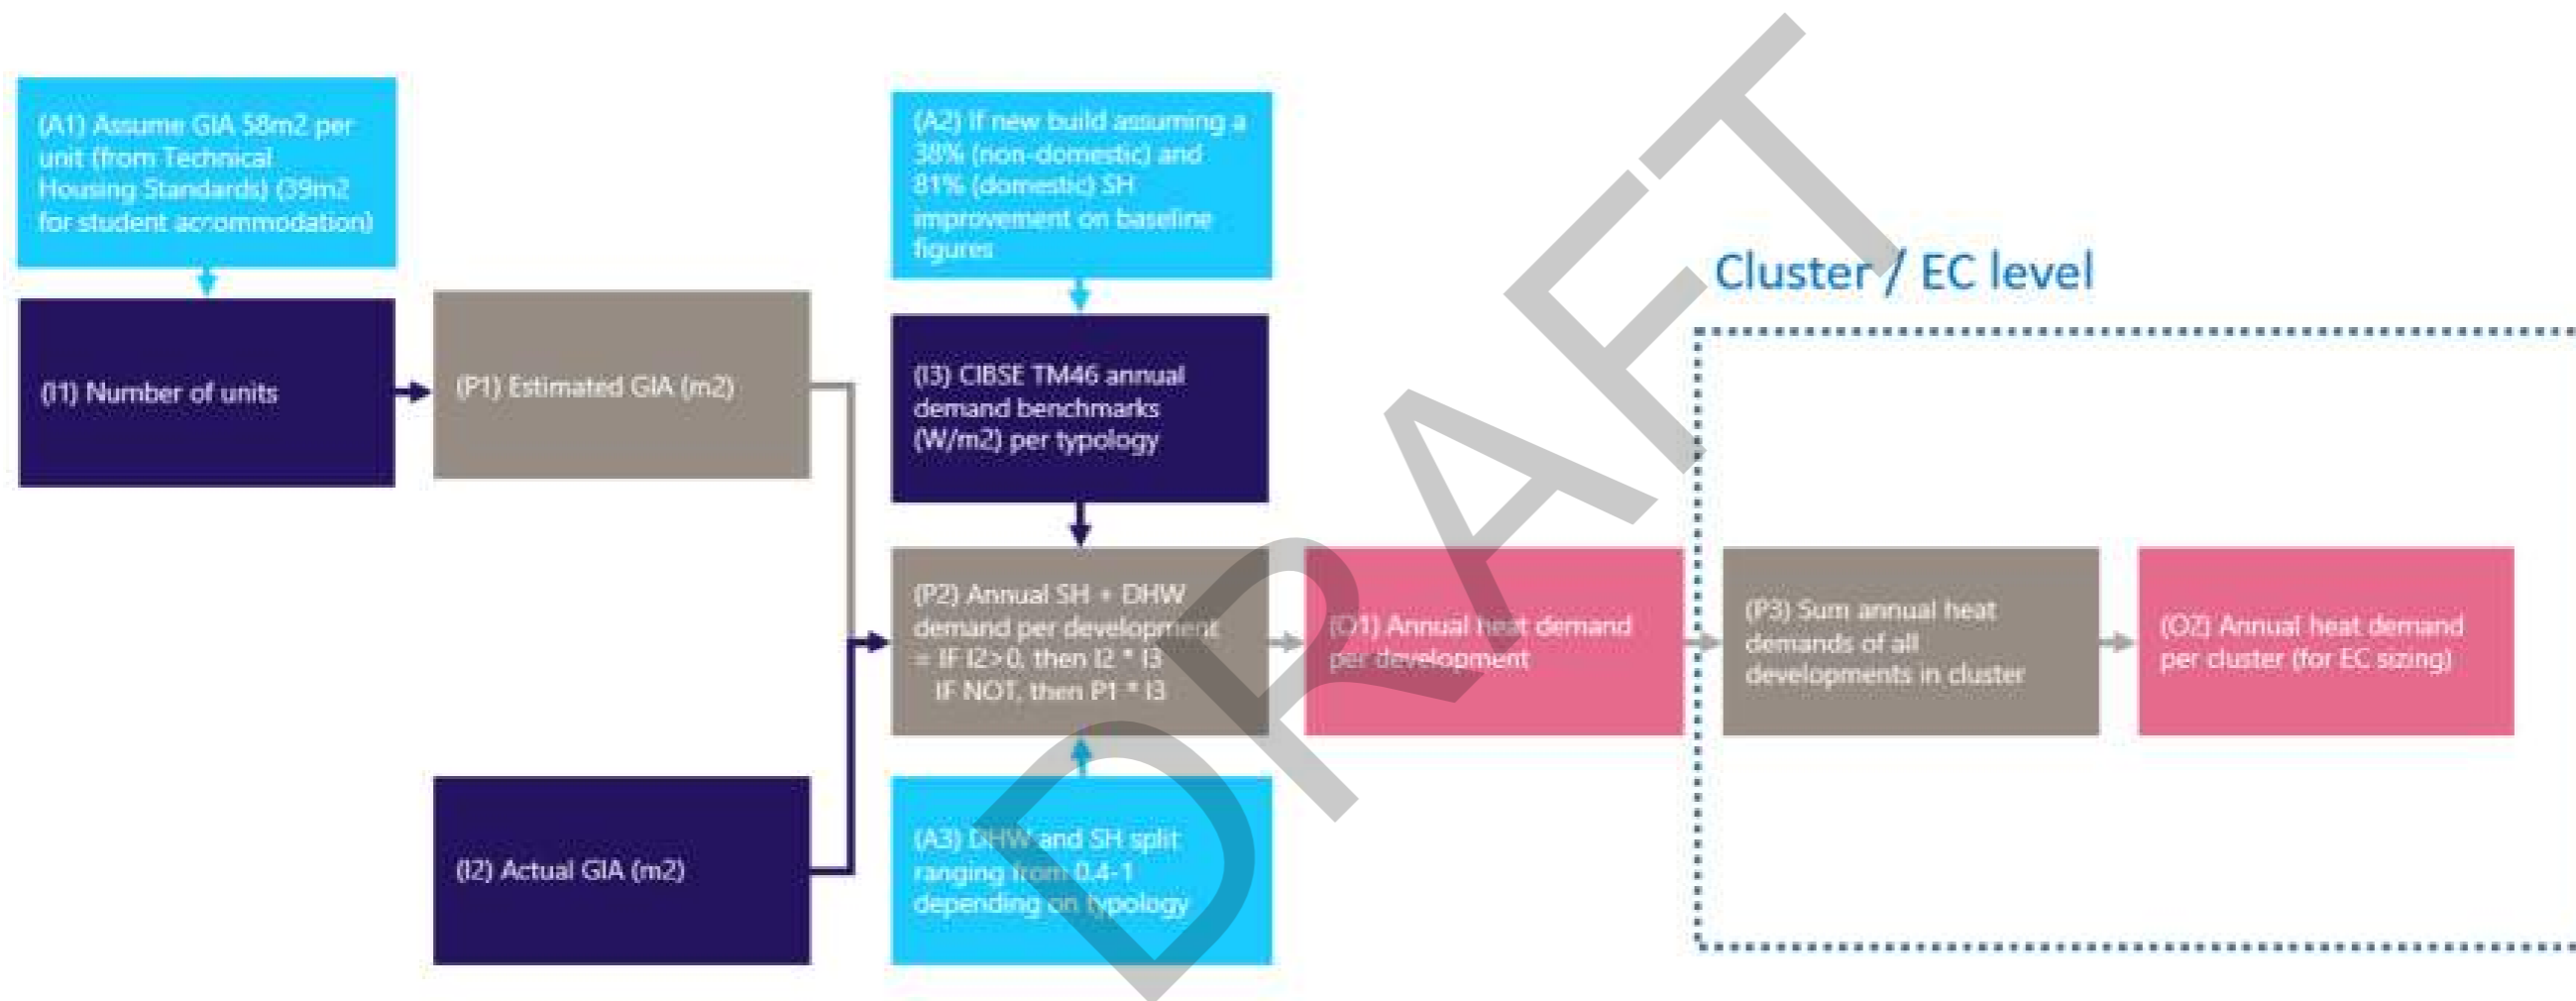 (A1) Assume GIA 58m2 per
unit (from Technical
Housing Standards) (39m2
for student accommodation)
(I1) Number of units
(P1) Estimated GIA (m2)
(I2) Actual GIA (m2)
(A2) If new build assuming a
38% (non-domestic) and
81% (domestic) SH
improvement on baseline
figures
(I3) CIBSE TM46 annual
demand benchmarks
(W/m2) per typology
(P2) Annual SH + DHW
demand per development
= IF I2>0, then I2 * I3
IF NOT, then P1 * I3
(A3) DHW and SH split
ranging from 0.4-1
depending on typology
(O1) Annual heat demand
per development
Cluster / EC level
(P3) Sum annual heat
demands of all
developments in cluster
(O2) Annual heat demand
per cluster (for EC sizing)
DRAFT